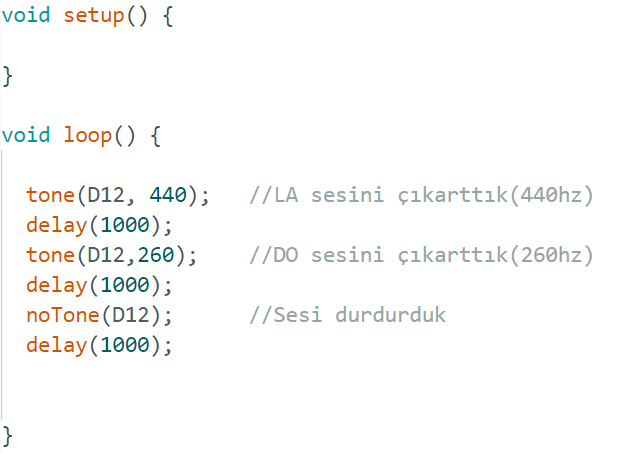 void setup() {
}
void loop() {
tone(D12, 440);   //LA sesini çıkarttık(440hz)
delay(1000);
tone(D12,260);    //DO sesini çıkarttık(260hz)
delay(1000);
noTone(D12);      //Sesi durdurduk
delay(1000);
}